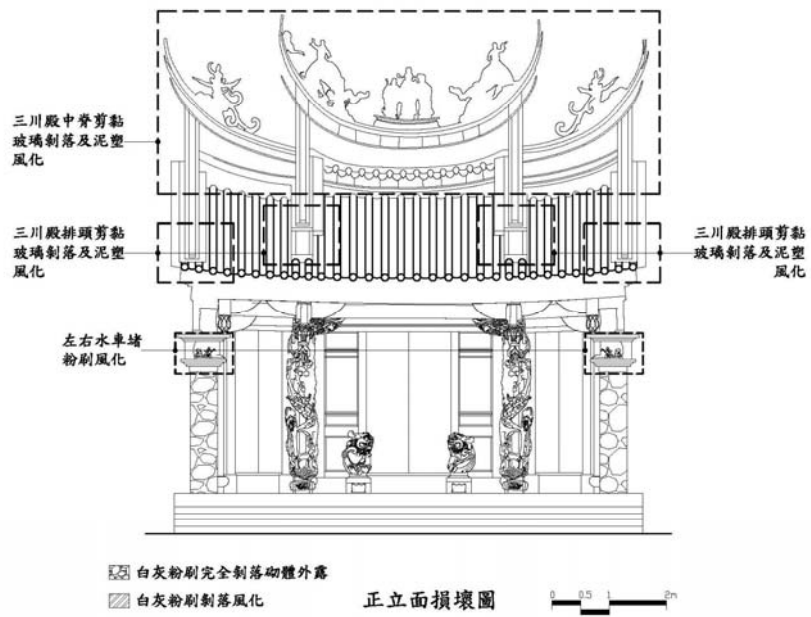 三川殿中脊剪黏
玻璃剝落及泥塑
風化
三川殿排頭剪黏
玻璃剝落及泥塑
風化
三川殿排頭剪黏
玻璃剝落及泥塑
風化
左右水車堵
粉刷風化
白灰粉刷完全剝落砌體外露
白灰粉刷剝落風化
正立面損壞圖
0 0.5 1 2m